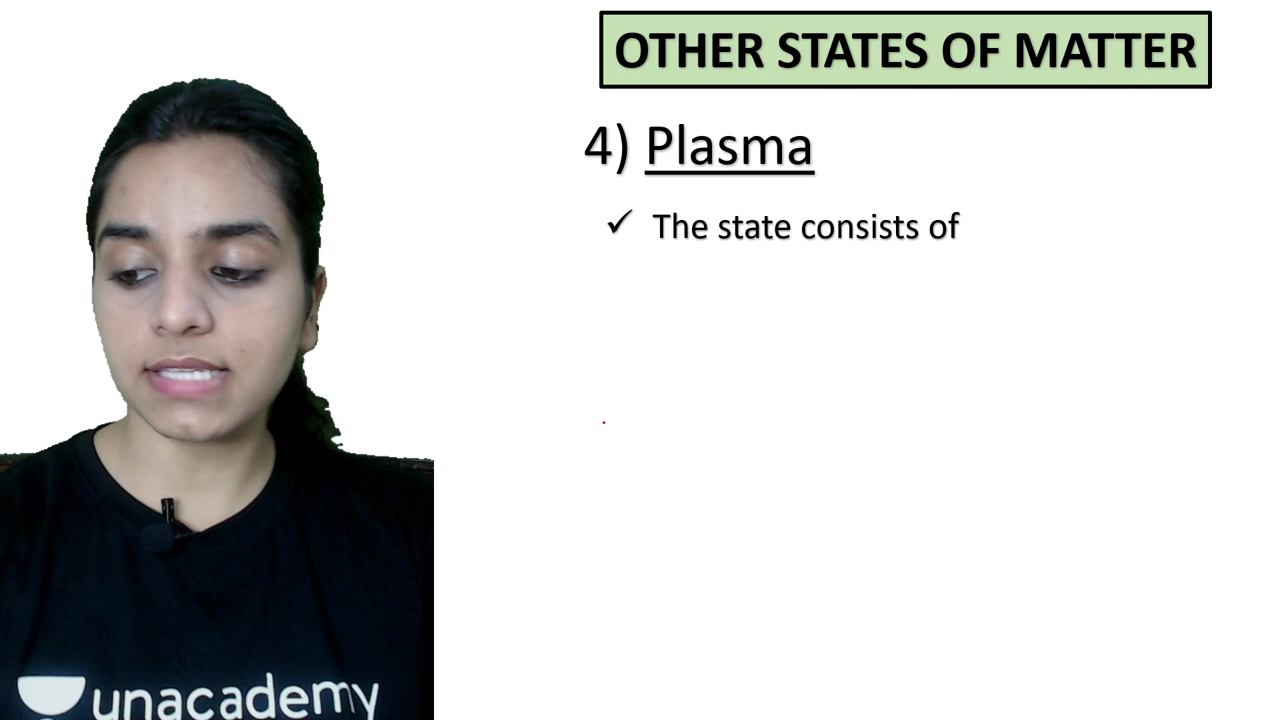 OTHER STATES OF MATTER
4) Plasma
✓ The state consists of
unacademy